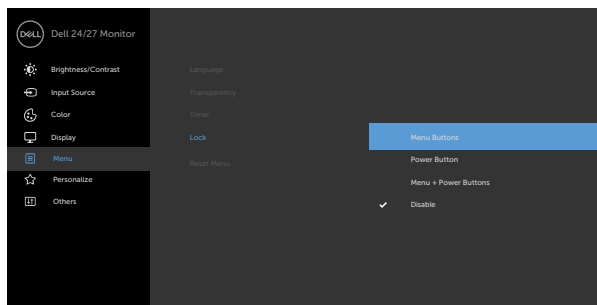 DELL Dell 24/27 Monitor
Brightness/Contrast
Input Source
Color
Display
Menu
Personalize
Others
Language
Transparency
Timer
Lock
Reset Menu
Menu Buttons
Power Button
Menu + Power Buttons
Disable